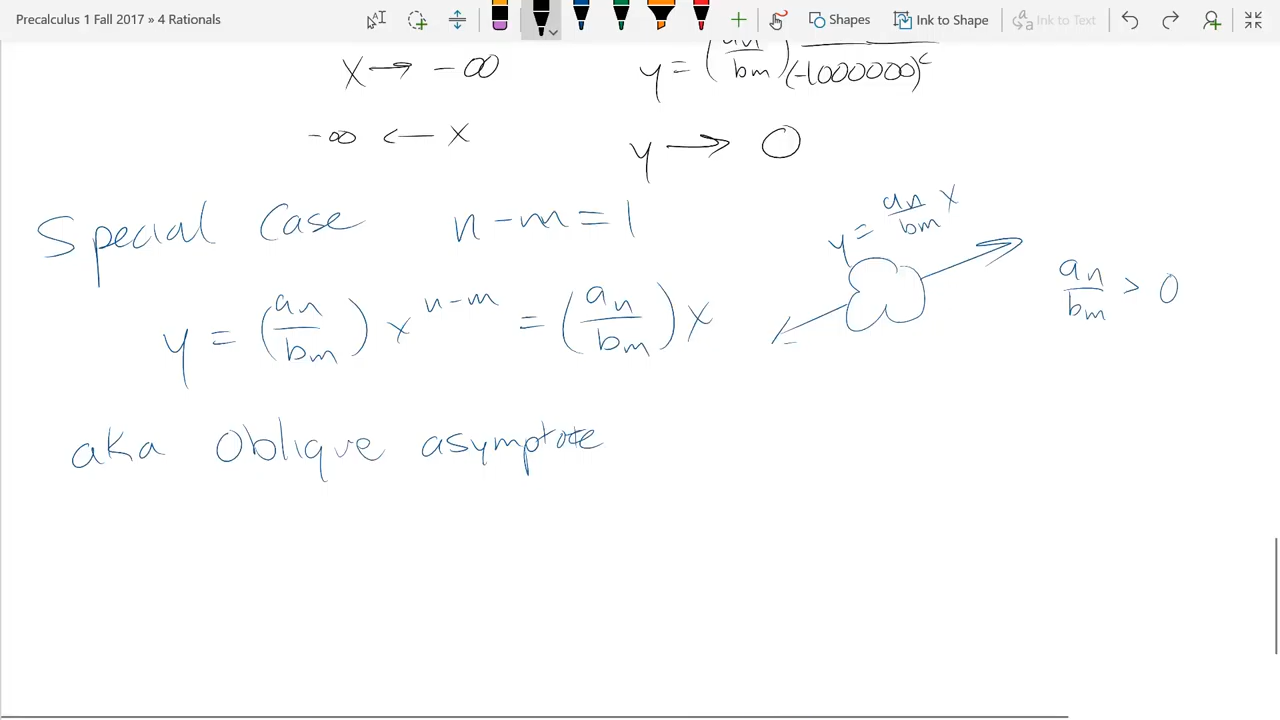 Precalculus 1 Fall 2017 » 4 Rationals
Shapes
Ink to Shape
Ink to Text
x → -∞
y = (an/bm) (-1000000)^c
-∞ ← x
y → 0
Special Case n-m=1
y = an/bm x
an/bm > 0
y = (an/bm) x^n-m = (an/bm) x
aka Oblique asymptote